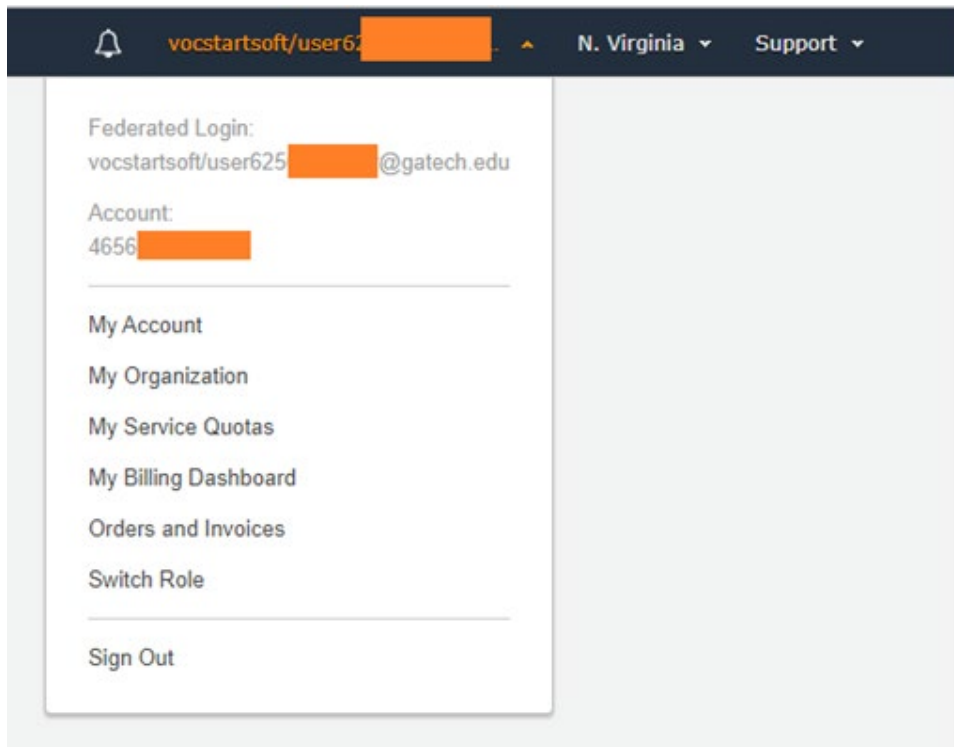 vocstartsoft/user62 N. Virginia Support
Federated Login:
vocstartsoft/user625 @gatech.edu
Account:
4656
My Account
My Organization
My Service Quotas
My Billing Dashboard
Orders and Invoices
Switch Role
Sign Out